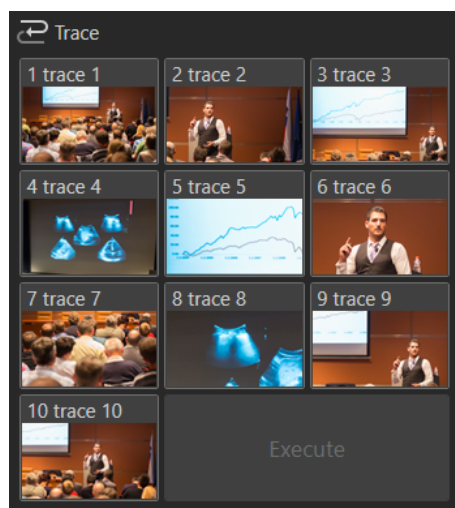 Trace
1 trace 1
2 trace 2
3 trace 3
4 trace 4
5 trace 5
6 trace 6
7 trace 7
8 trace 8
9 trace 9
10 trace 10
Execute